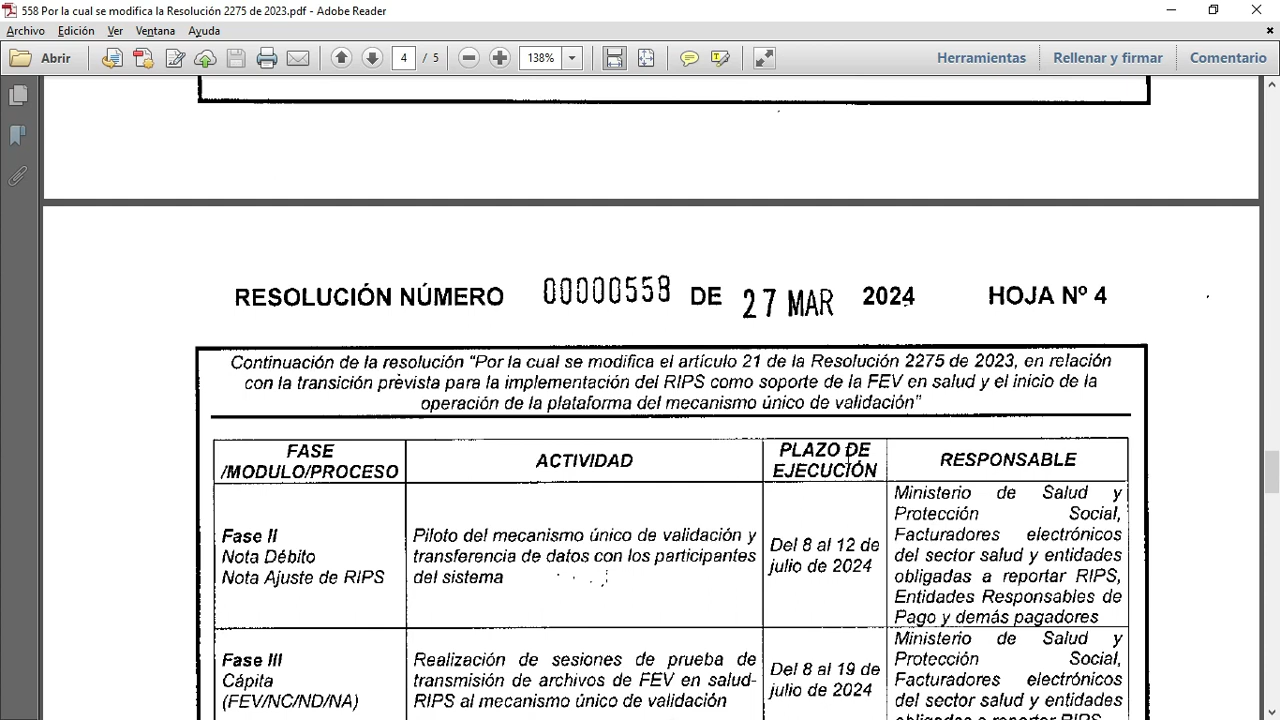 558 Por la cual se modifica la Resolución 2275 de 2023.pdf - Adobe Reader
Archivo Edición Ver Ventana Ayuda
Abrir 4 / 5 138% Herramientas Rellenar y firmar Comentario
RESOLUCIÓN NÚMERO 00000558 DE 27 MAR 2024 HOJA Nº 4
Continuación de la resolución "Por la cual se modifica el artículo 21 de la Resolución 2275 de 2023, en relación
con la transición prevista para la implementación del RIPS como soporte de la FEV en salud y el inicio de la
operación de la plataforma del mecanismo único de validación"
FASE
/MODULO/PROCESO
ACTIVIDAD
PLAZO DE
EJECUCIÓN
RESPONSABLE
Fase II
Nota Débito
Nota Ajuste de RIPS
Piloto del mecanismo único de validación y
transferencia de datos con los participantes
del sistema
Del 8 al 12 de
julio de 2024
Ministerio de Salud y
Protección Social,
Facturadores electrónicos
del sector salud y entidades
obligadas a reportar RIPS,
Entidades Responsables de
Pago y demás pagadores
Fase III
Cápita
(FEV/NC/ND/NA)
Realización de sesiones de prueba de
transmisión de archivos de FEV en salud-
RIPS al mecanismo único de validación
Del 8 al 19 de
julio de 2024
Ministerio de Salud y
Protección Social,
Facturadores electrónicos
del sector salud y entidades
obligadas a reportar RIPS